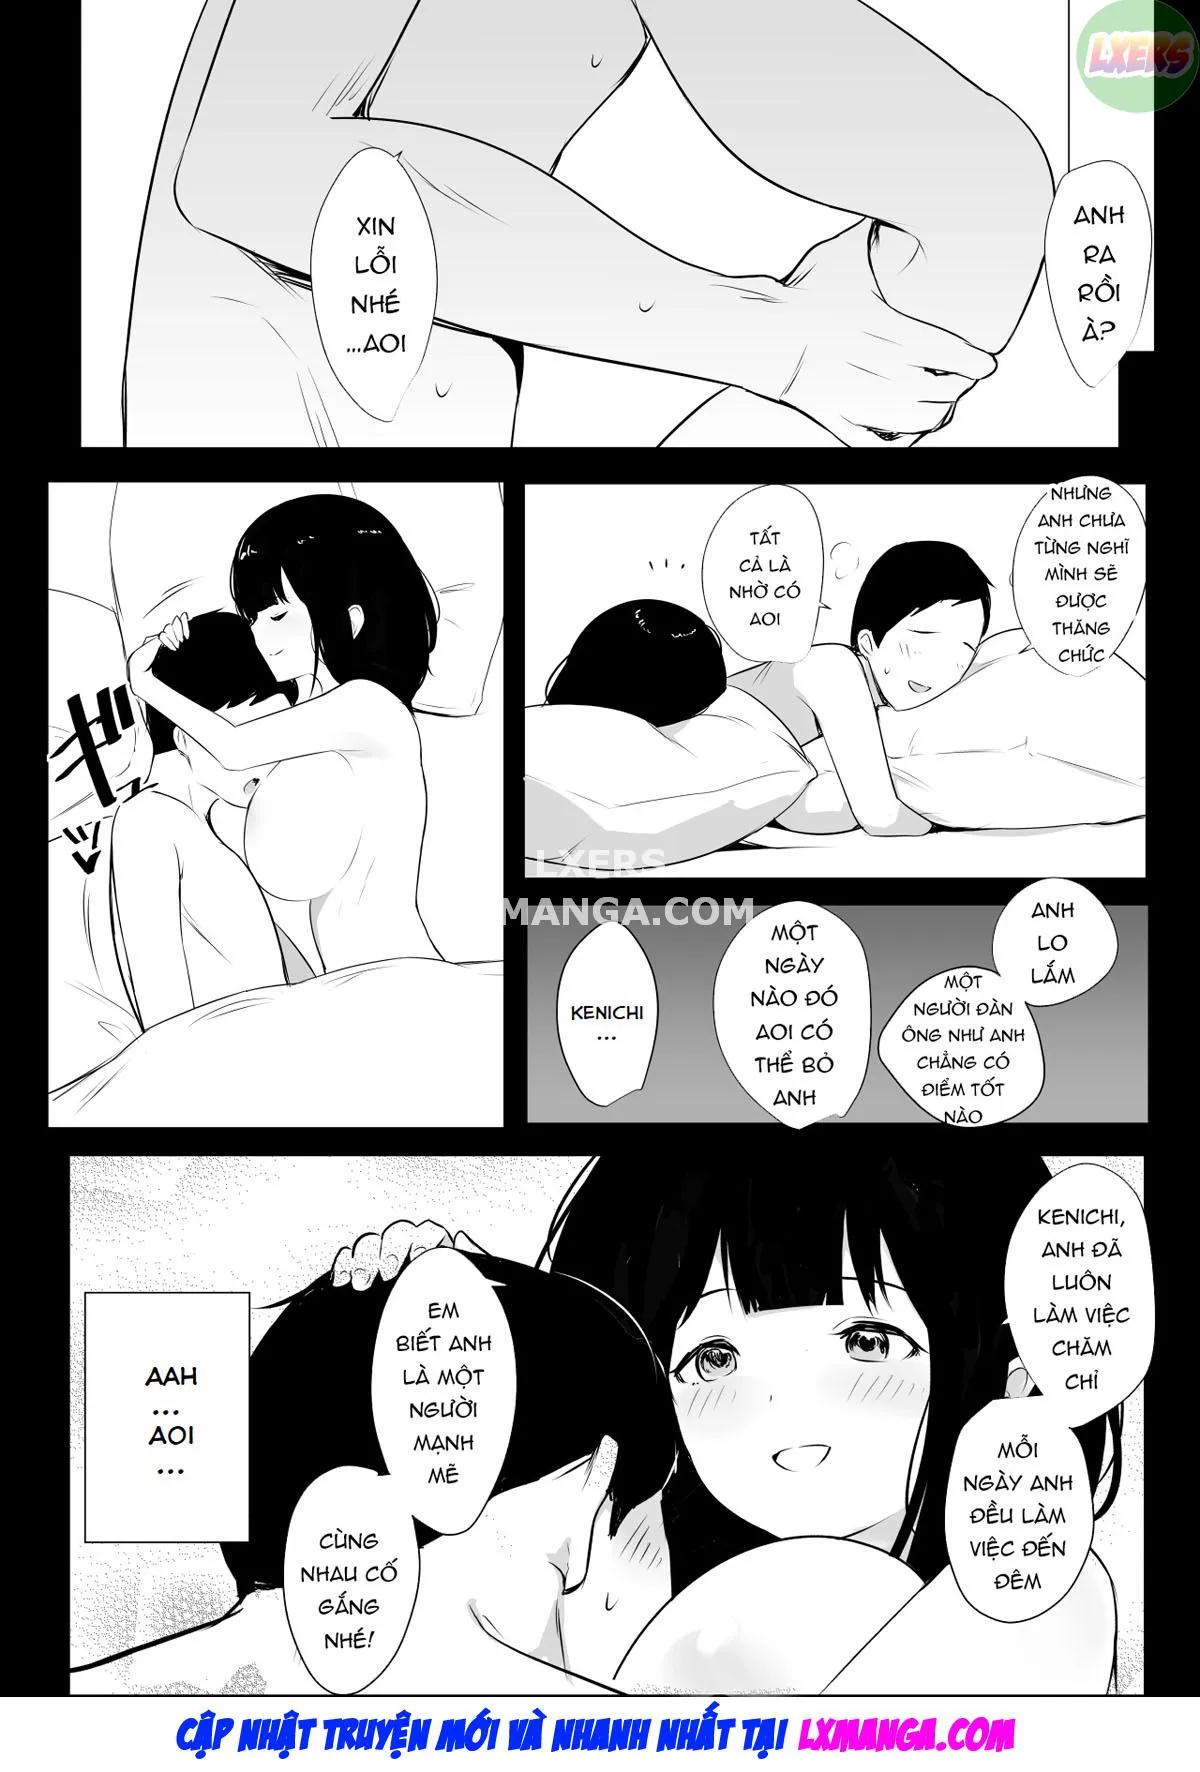 LXERS
ANH
RA
RỒI
À?
XIN
LỖI
NHÉ
...AOI
NHƯNG
ANH CHƯA
TỪNG NGHĨ
MÌNH SẼ
ĐƯỢC
THĂNG
CHỨC
TẤT
CẢ LÀ
NHỜ CÓ
AOI
ANH
LO
LẮM
MỘT
NGƯỜI ĐÀN
ÔNG NHƯ ANH
CHẲNG CÓ
ĐIỂM TỐT
NÀO
MỘT
NGÀY
NÀO ĐÓ
AOI CÓ
THỂ BỎ
ANH
KENICHI
...
LXERS
MANGA.COM
KENICHI,
ANH ĐÃ
LUÔN
LÀM VIỆC
CHĂM
CHỈ
MỖI
NGÀY ANH
ĐỀU LÀM
VIỆC ĐẾN
ĐÊM
EM
BIẾT ANH
LÀ MỘT
NGƯỜI
MẠNH
MẼ
CÙNG
NHAU CỐ
GẮNG
NHÉ!
AAH
...
AOI
...
CẬP NHẬT TRUYỆN MỚI VÀ NHANH NHẤT TẠI LXMANGA.COM